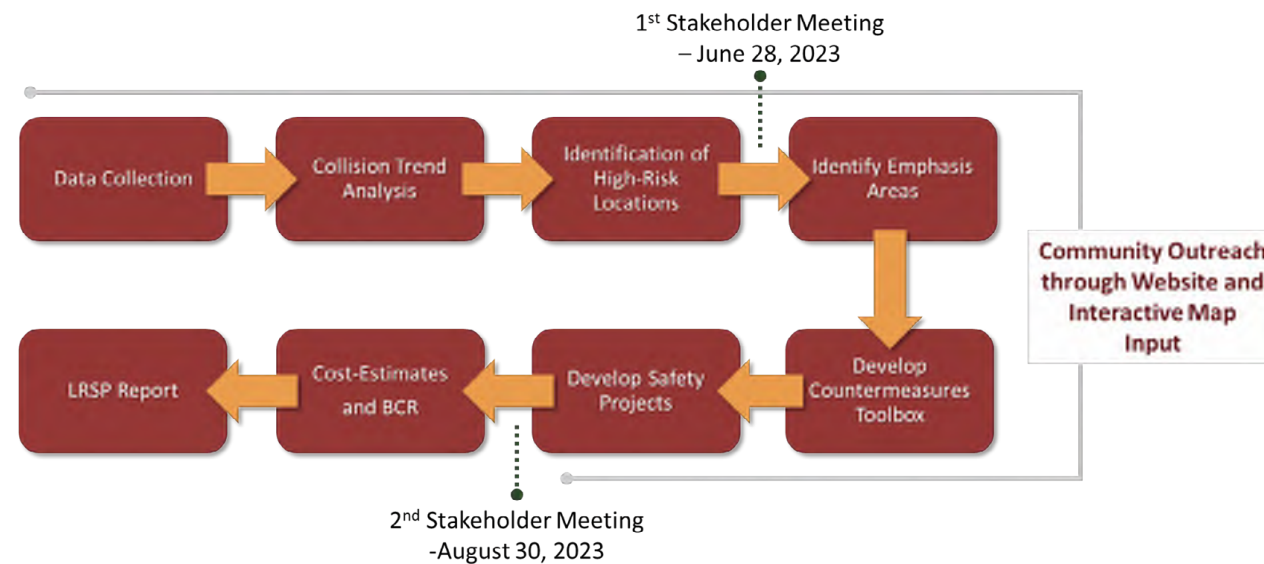 1st Stakeholder Meeting
– June 28, 2023
Data Collection
Collision Trend
Analysis
Identification of
High-Risk
Locations
Identify Emphasis
Areas
Community Outreach
through Website and
Interactive Map
Input
Develop
Countermeasures
Toolbox
Develop Safety
Projects
Cost-Estimates
and BCR
LRSP Report
2nd Stakeholder Meeting
-August 30, 2023